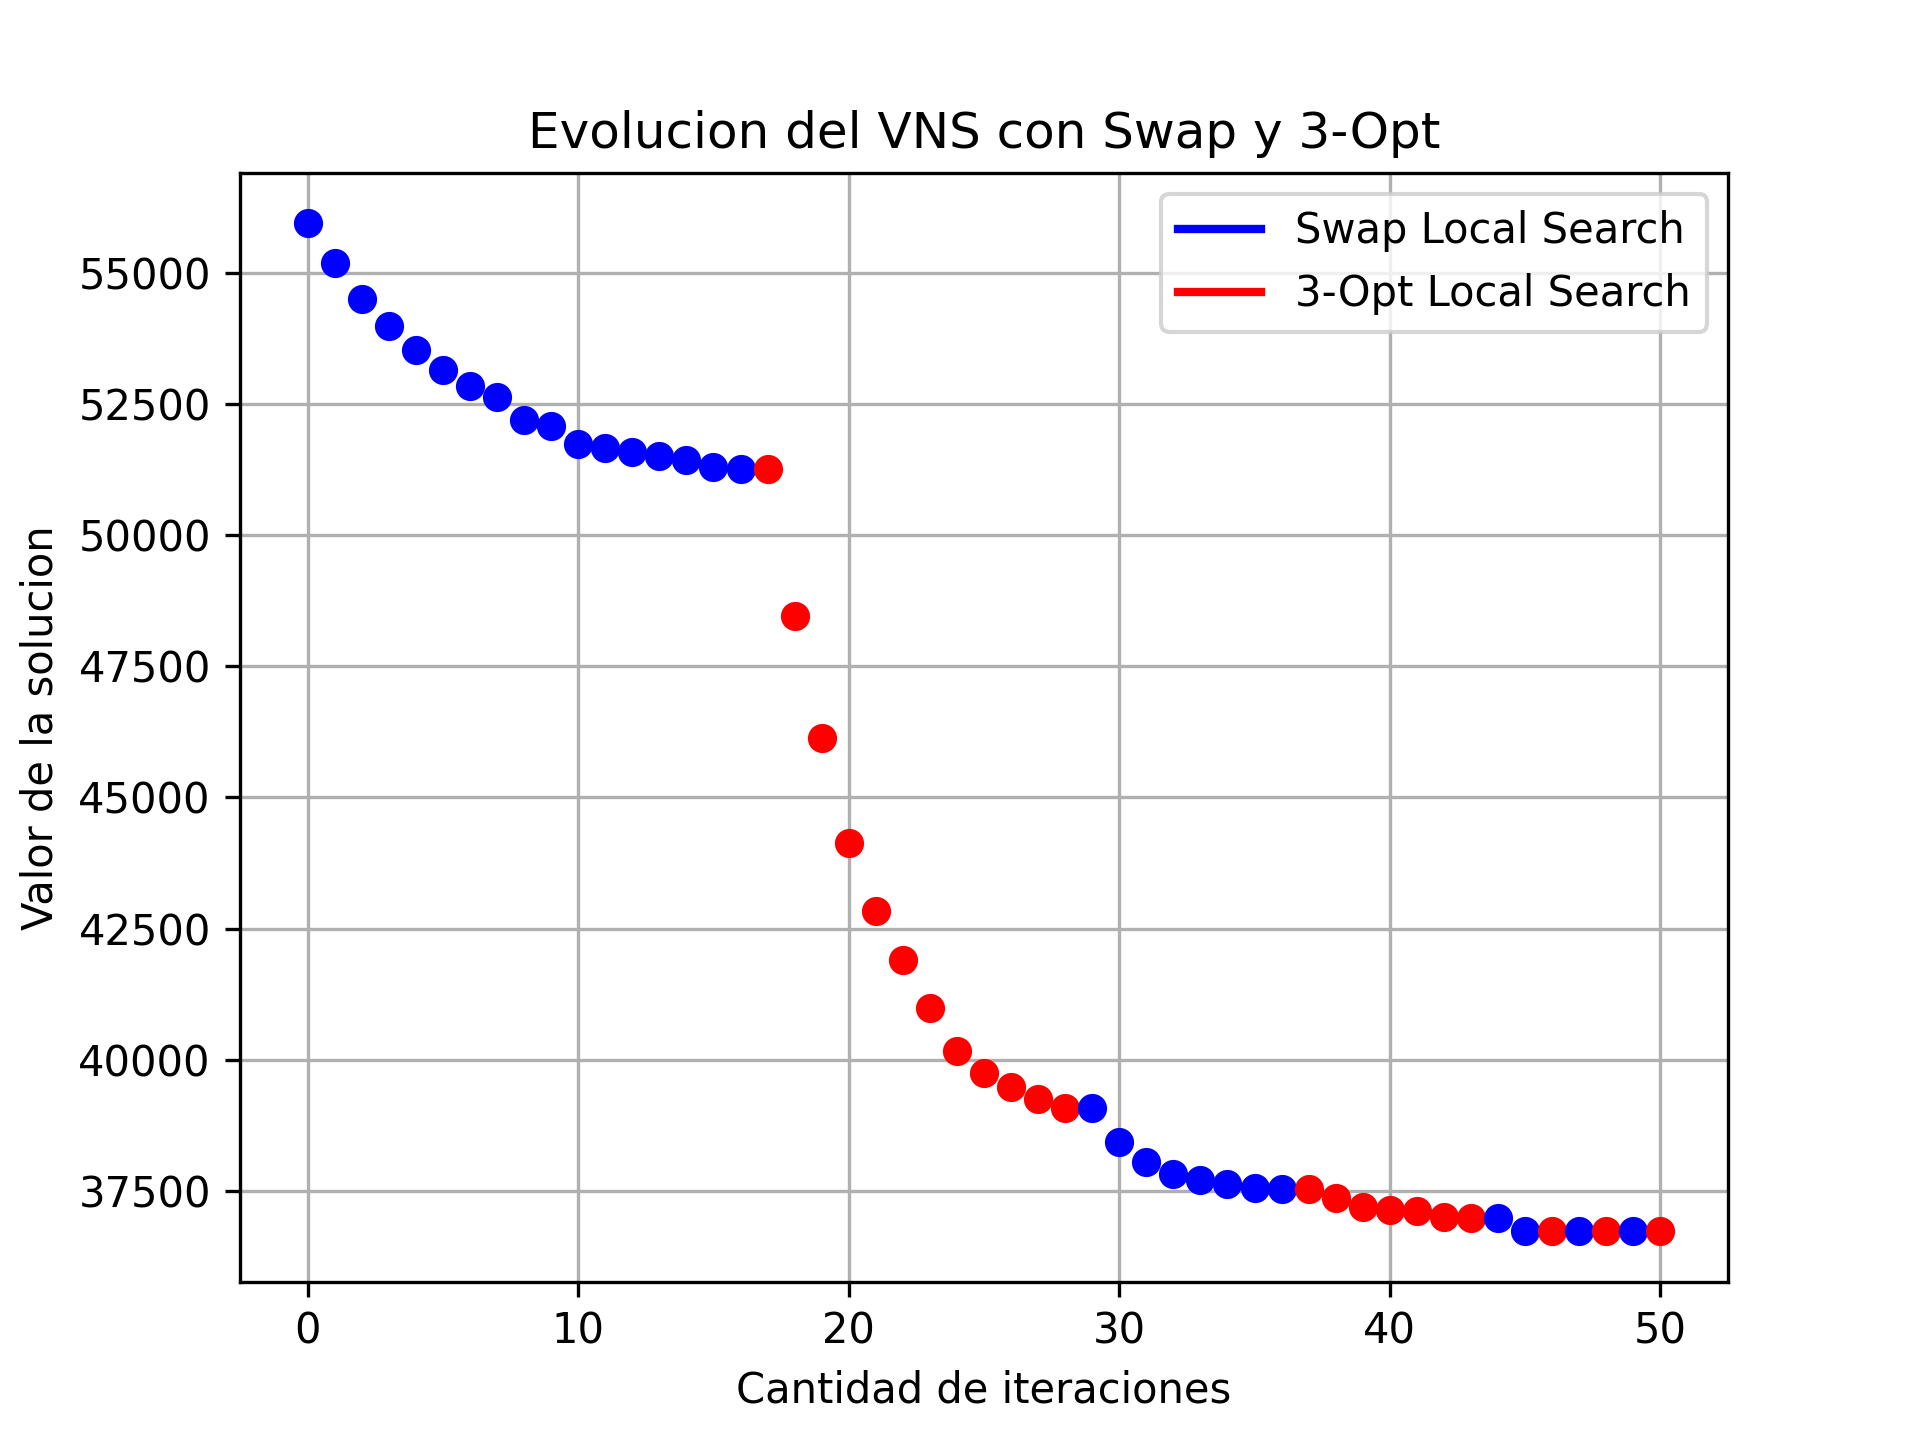 Evolucion del VNS con Swap y 3-Opt
Swap Local Search
3-Opt Local Search
Valor de la solucion
55000
52500
50000
47500
45000
42500
40000
37500
0 10 20 30 40 50
Cantidad de iteraciones